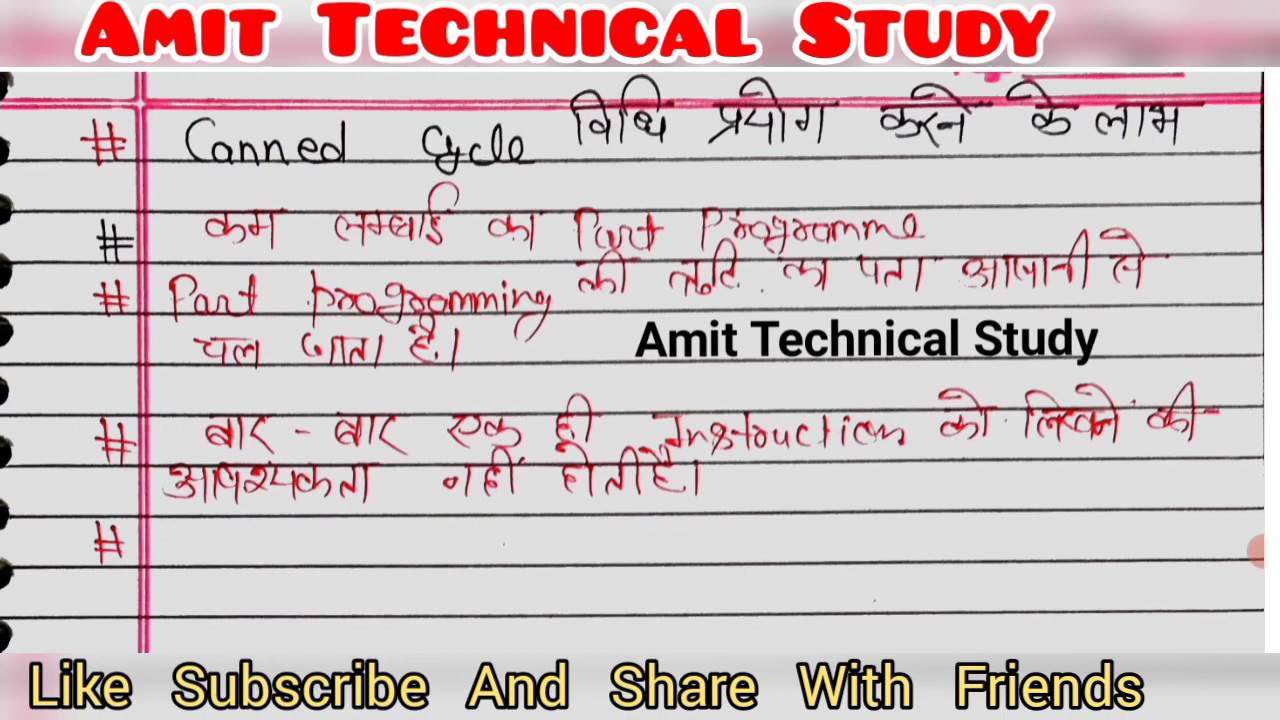 AMIT TECHNICAL STUDY
# Canned Cycle विधि प्रयोग करने के लाभ
# कम लम्बाई का Part Programme
# Part programming की त्रुटि का पता आसानी से
चल जाता है।
Amit Technical Study
# बार - बार एक ही Instruction को लिखने की
आवश्यकता नहीं होती है।
#
Like Subscribe And Share With Friends